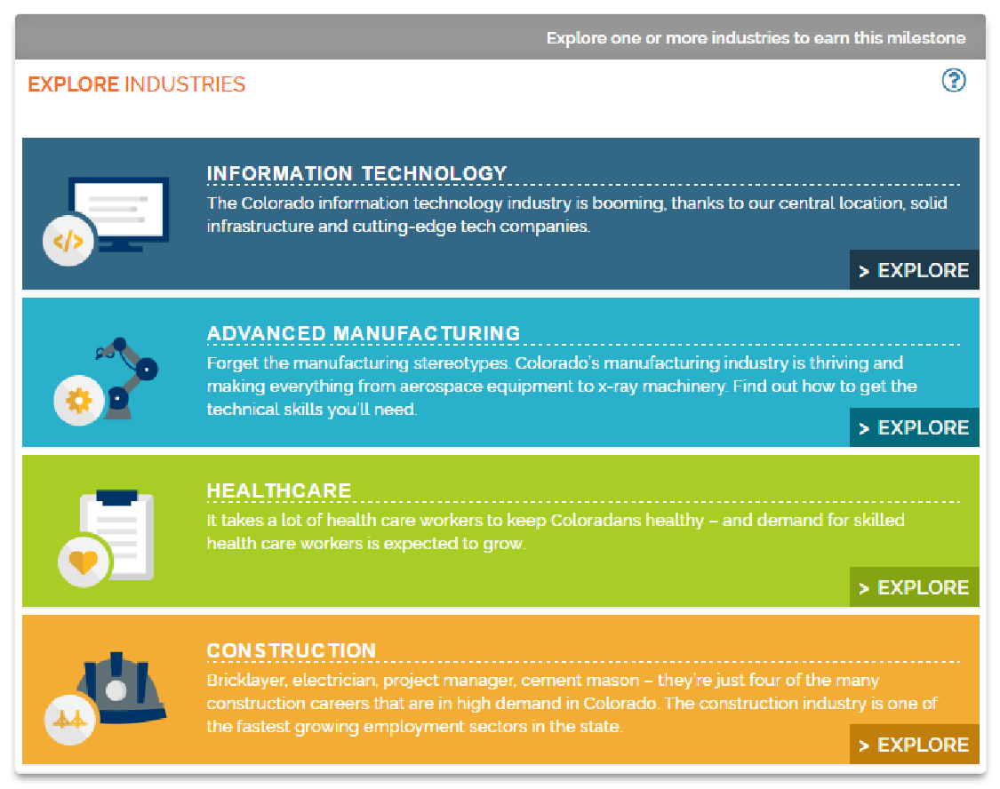 Explore one or more industries to earn this milestone
EXPLORE INDUSTRIES
?
INFORMATION TECHNOLOGY
The Colorado information technology industry is booming, thanks to our central location, solid
infrastructure and cutting-edge tech companies.
</>
> EXPLORE
ADVANCED MANUFACTURING
Forget the manufacturing stereotypes. Colorado's manufacturing industry is thriving and
making everything from aerospace equipment to x-ray machinery. Find out how to get the
technical skills you'll need.
> EXPLORE
HEALTHCARE
It takes a lot of health care workers to keep Coloradans healthy – and demand for skilled
health care workers is expected to grow.
> EXPLORE
CONSTRUCTION
Bricklayer, electrician, project manager, cement mason – they're just four of the many
construction careers that are in high demand in Colorado. The construction industry is one of
the fastest growing employment sectors in the state.
> EXPLORE